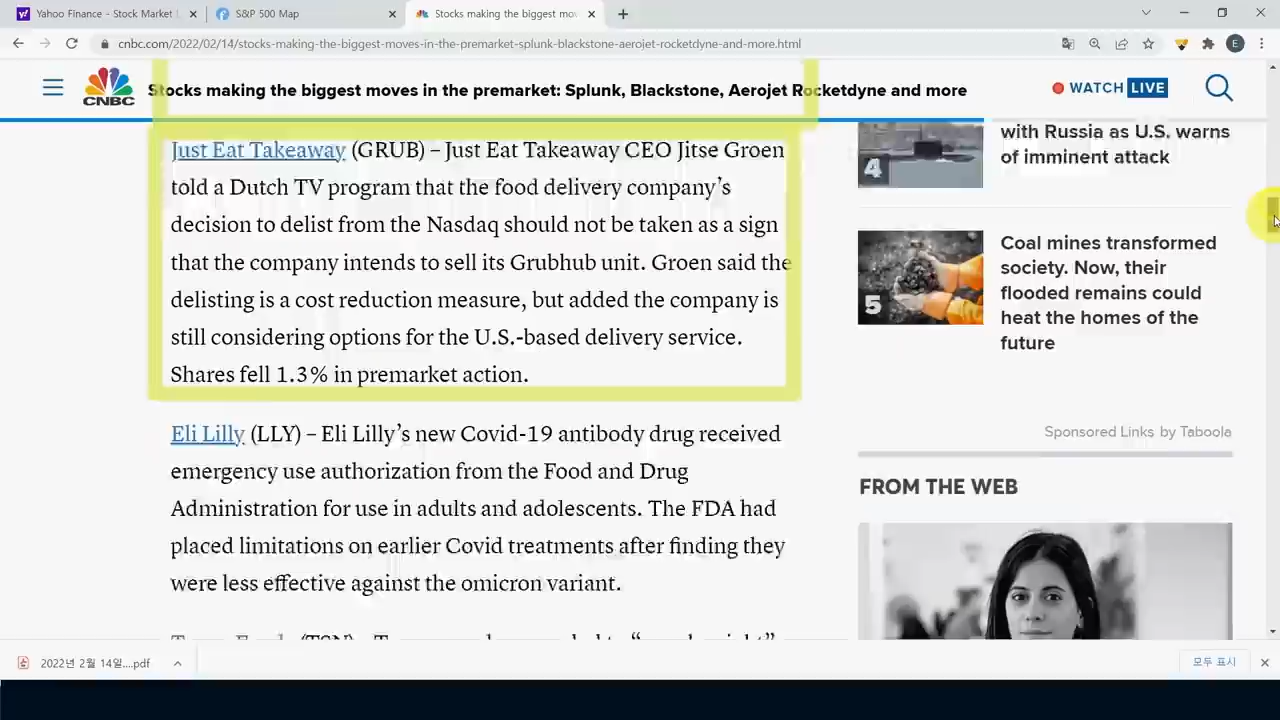 Yahoo Finance - Stock Market
S&P 500 Map
Stocks making the biggest mov
cnbc.com/2022/02/14/stocks-making-the-biggest-moves-in-the-premarket-splunk-blackstone-aerojet-rocketdyne-and-more.html
E
CNBC
Stocks making the biggest moves in the premarket: Splunk, Blackstone, Aerojet Rocketdyne and more
WATCH LIVE
Just Eat Takeaway (GRUB) – Just Eat Takeaway CEO Jitse Groen
told a Dutch TV program that the food delivery company’s
decision to delist from the Nasdaq should not be taken as a sign
that the company intends to sell its Grubhub unit. Groen said the
delisting is a cost reduction measure, but added the company is
still considering options for the U.S.-based delivery service.
Shares fell 1.3% in premarket action.
Eli Lilly (LLY) – Eli Lilly’s new Covid-19 antibody drug received
emergency use authorization from the Food and Drug
Administration for use in adults and adolescents. The FDA had
placed limitations on earlier Covid treatments after finding they
were less effective against the omicron variant.
4
with Russia as U.S. warns
of imminent attack
5
Coal mines transformed
society. Now, their
flooded remains could
heat the homes of the
future
Sponsored Links by Taboola
FROM THE WEB
2022년 2월 14일....pdf
모두 표시